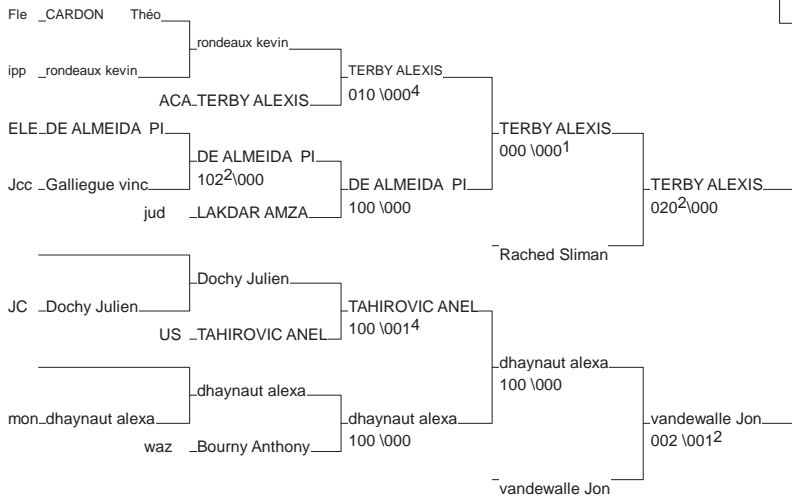 Fle CARDON Théo
rondeaux kevin
ipp rondeaux kevin
TERBY ALEXIS
010 \000⁴
ACA TERBY ALEXIS
ELE DE ALMEIDA PI
TERBY ALEXIS
000 \000¹
DE ALMEIDA PI
102²\000
Jcc Galliegue vinc
DE ALMEIDA PI
100 \000
TERBY ALEXIS
020²\000
jud LAKDAR AMZA
Rached Sliman
Dochy Julien
JC Dochy Julien
TAHIROVIC ANEL
100 \001⁴
US TAHIROVIC ANEL
dhaynaut alexa
100 \000
dhaynaut alexa
mon dhaynaut alexa
dhaynaut alexa
100 \000
vandewalle Jon
002 \001²
waz Bourny Anthony
vandewalle Jon